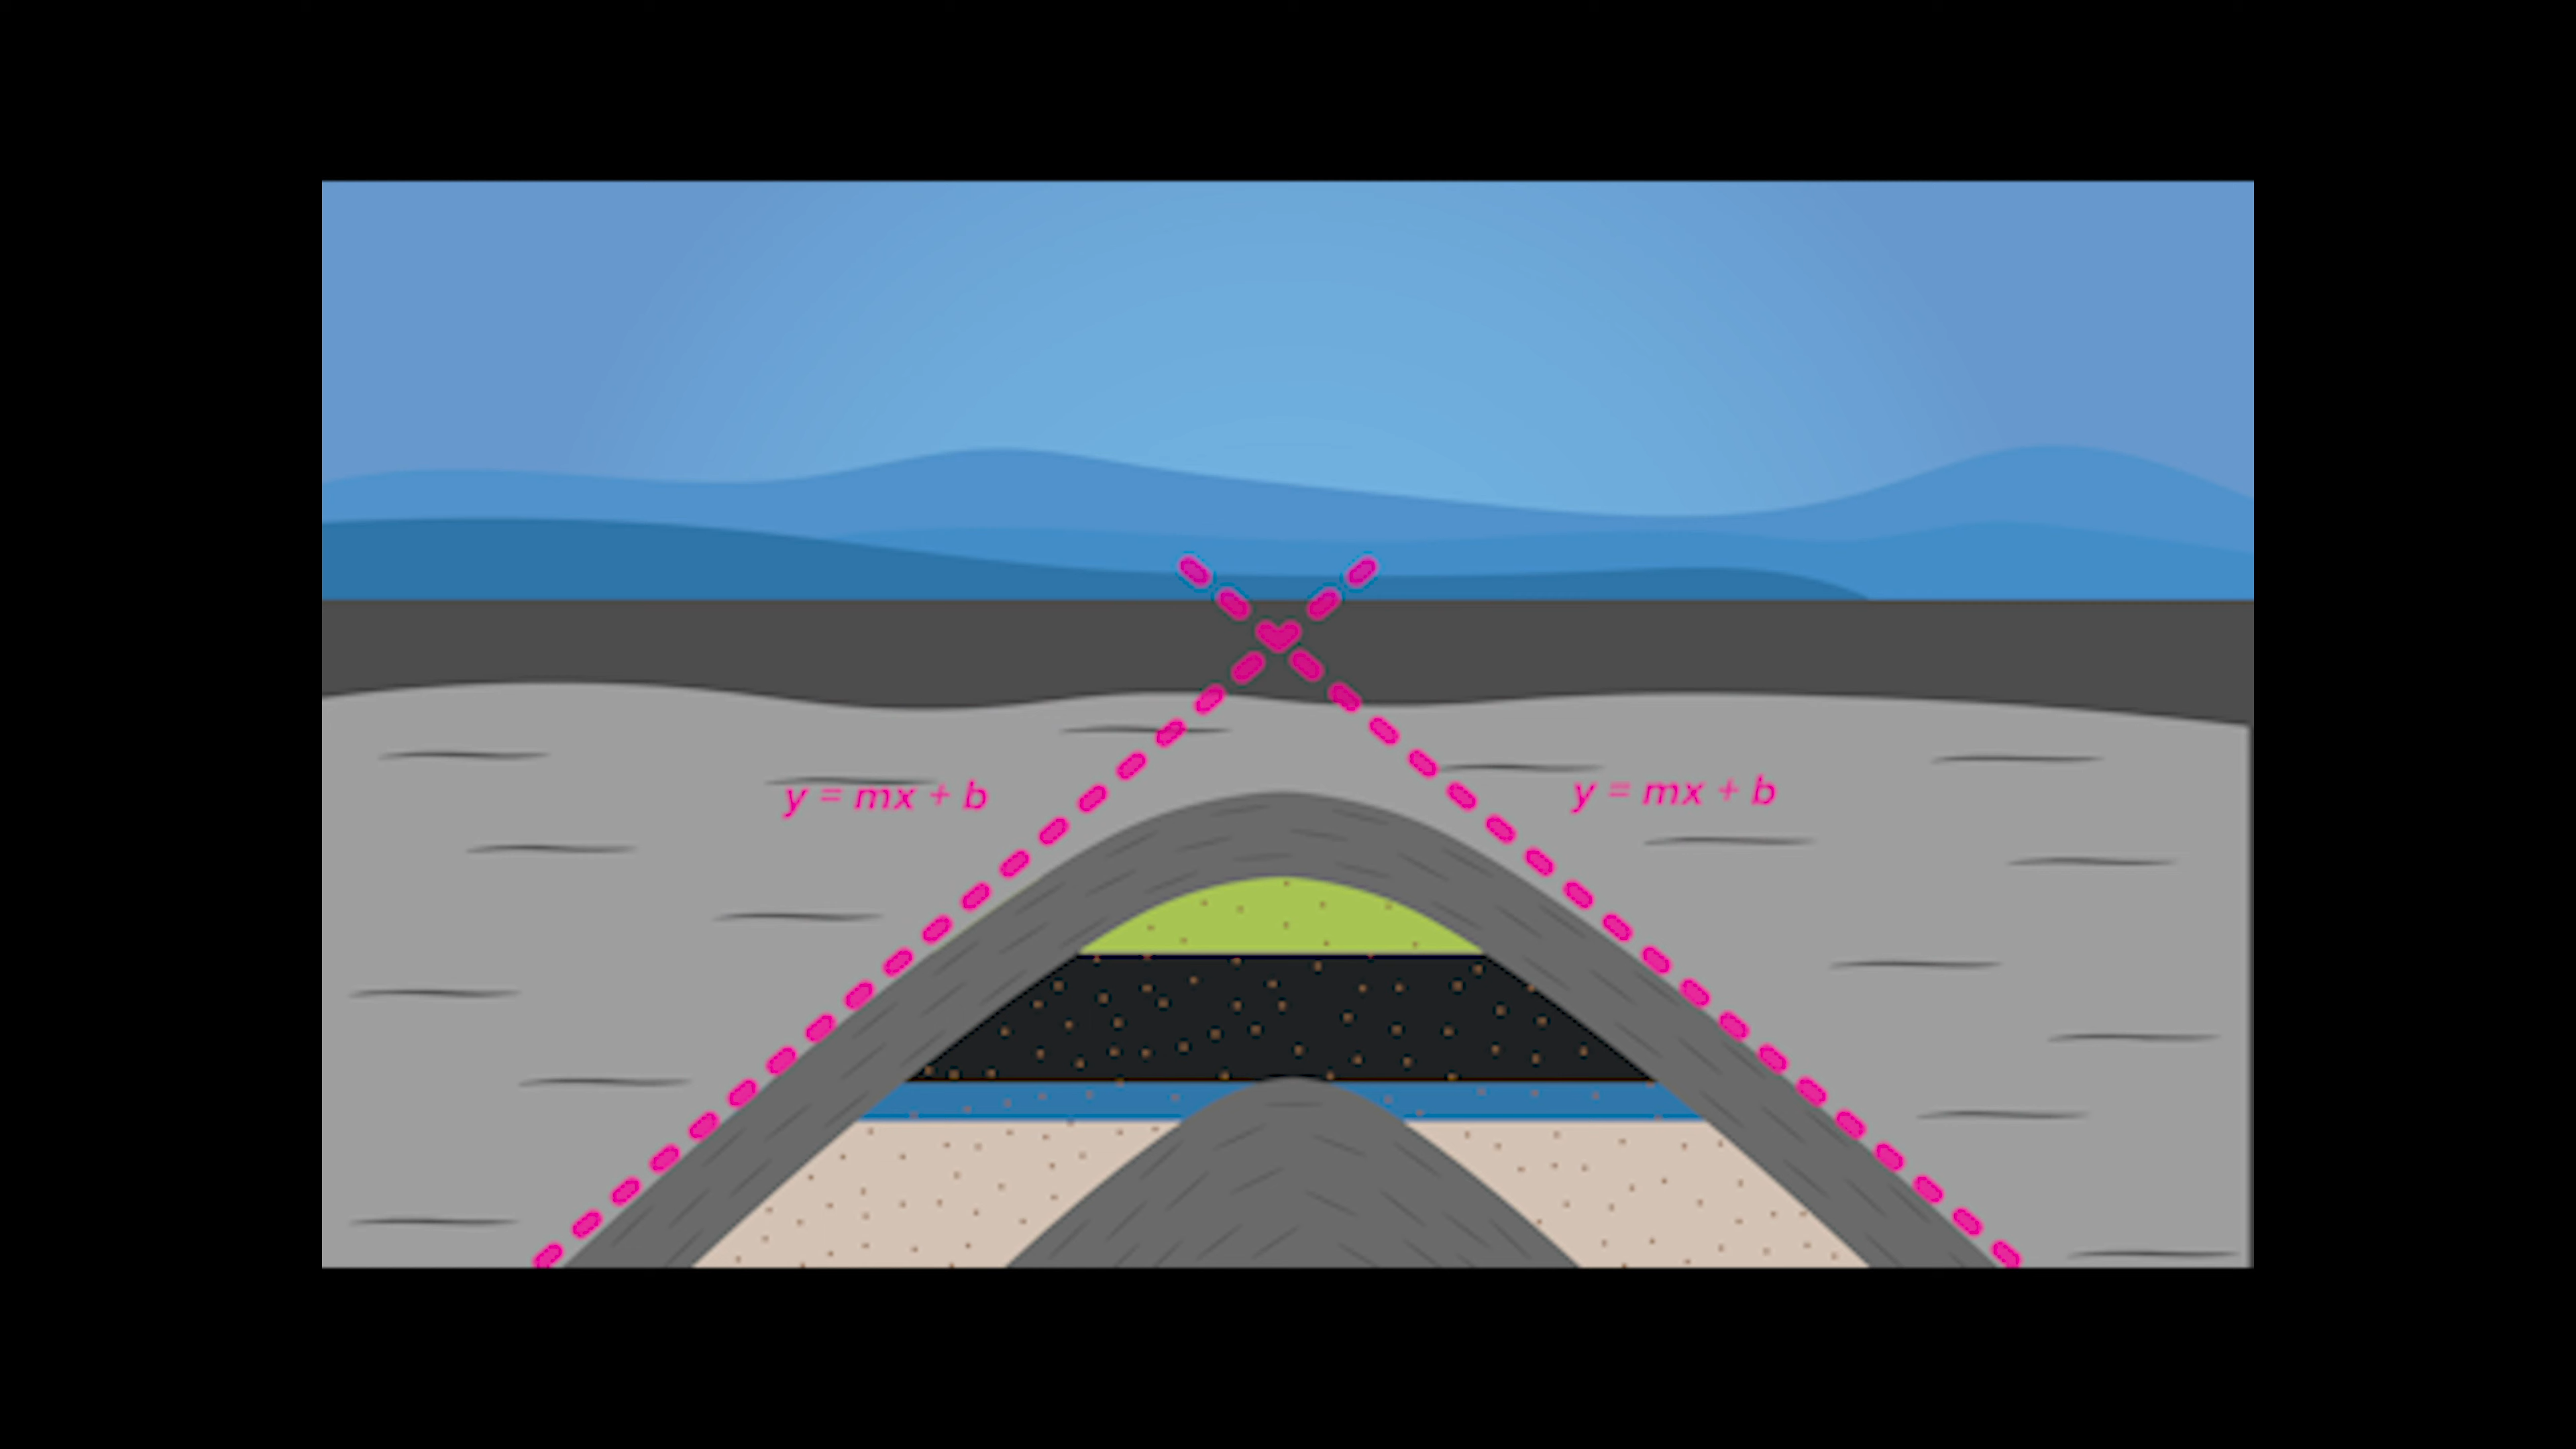 y = mx + b
y = mx + b